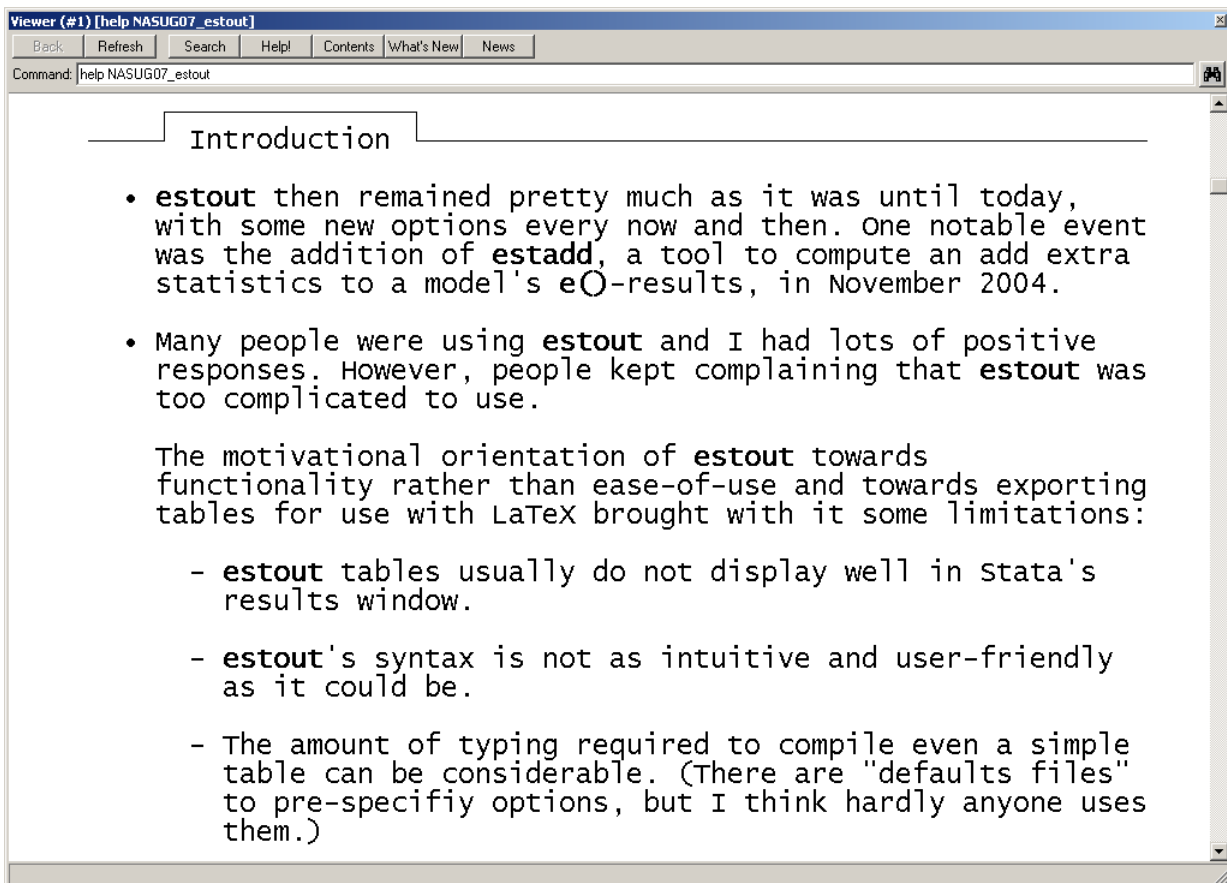 Viewer (#1) [help NASUG07_estout]
Back Refresh Search Help! Contents What's New News
Command: help NASUG07_estout
Introduction
• estout then remained pretty much as it was until today,
with some new options every now and then. One notable event
was the addition of estadd, a tool to compute an add extra
statistics to a model's e()-results, in November 2004.
• Many people were using estout and I had lots of positive
responses. However, people kept complaining that estout was
too complicated to use.
The motivational orientation of estout towards
functionality rather than ease-of-use and towards exporting
tables for use with LaTeX brought with it some limitations:
- estout tables usually do not display well in Stata's
results window.
- estout's syntax is not as intuitive and user-friendly
as it could be.
- The amount of typing required to compile even a simple
table can be considerable. (There are "defaults files"
to pre-specifiy options, but I think hardly anyone uses
them.)